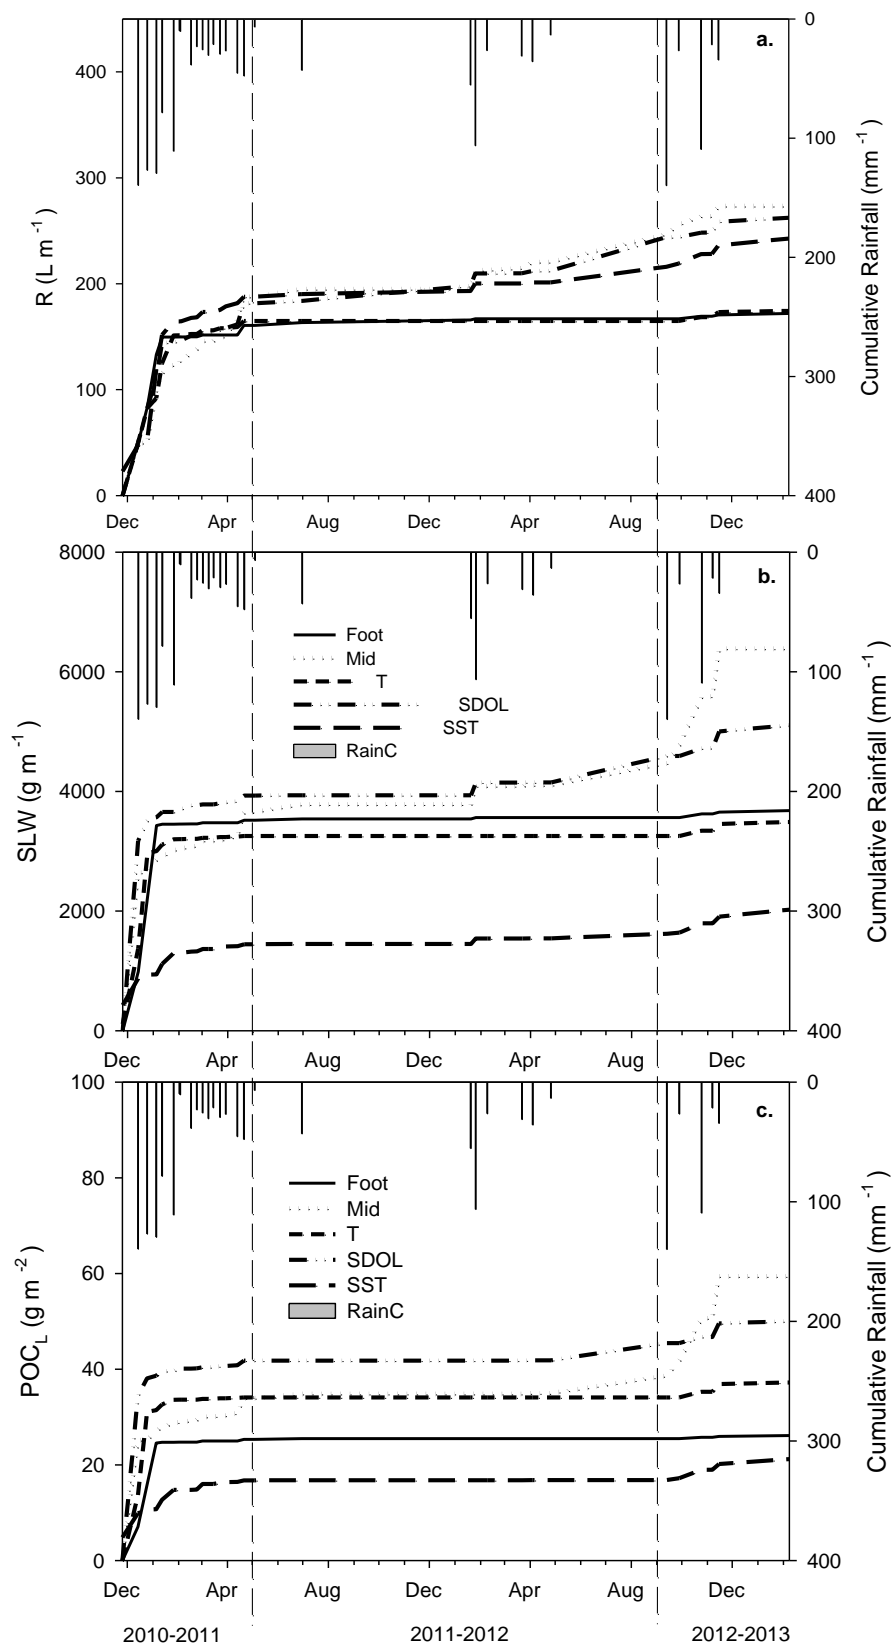 a.
400
300
200
100
0
R (L m -1)
0
100
200
300
400
Cumulative Rainfall (mm -1)
Dec Apr Aug Dec Apr Aug Dec
b.
8000
6000
4000
2000
0
SLW (g m -1)
Foot
Mid
T
SDOL
SST
RainC
0
100
200
300
400
Cumulative Rainfall (mm -1)
Dec Apr Aug Dec Apr Aug Dec
c.
100
80
60
40
20
0
POCL (g m -2)
Foot
Mid
T
SDOL
SST
RainC
0
100
200
300
400
Cumulative Rainfall (mm -1)
Dec Apr Aug Dec Apr Aug Dec
2010-2011 2011-2012 2012-2013